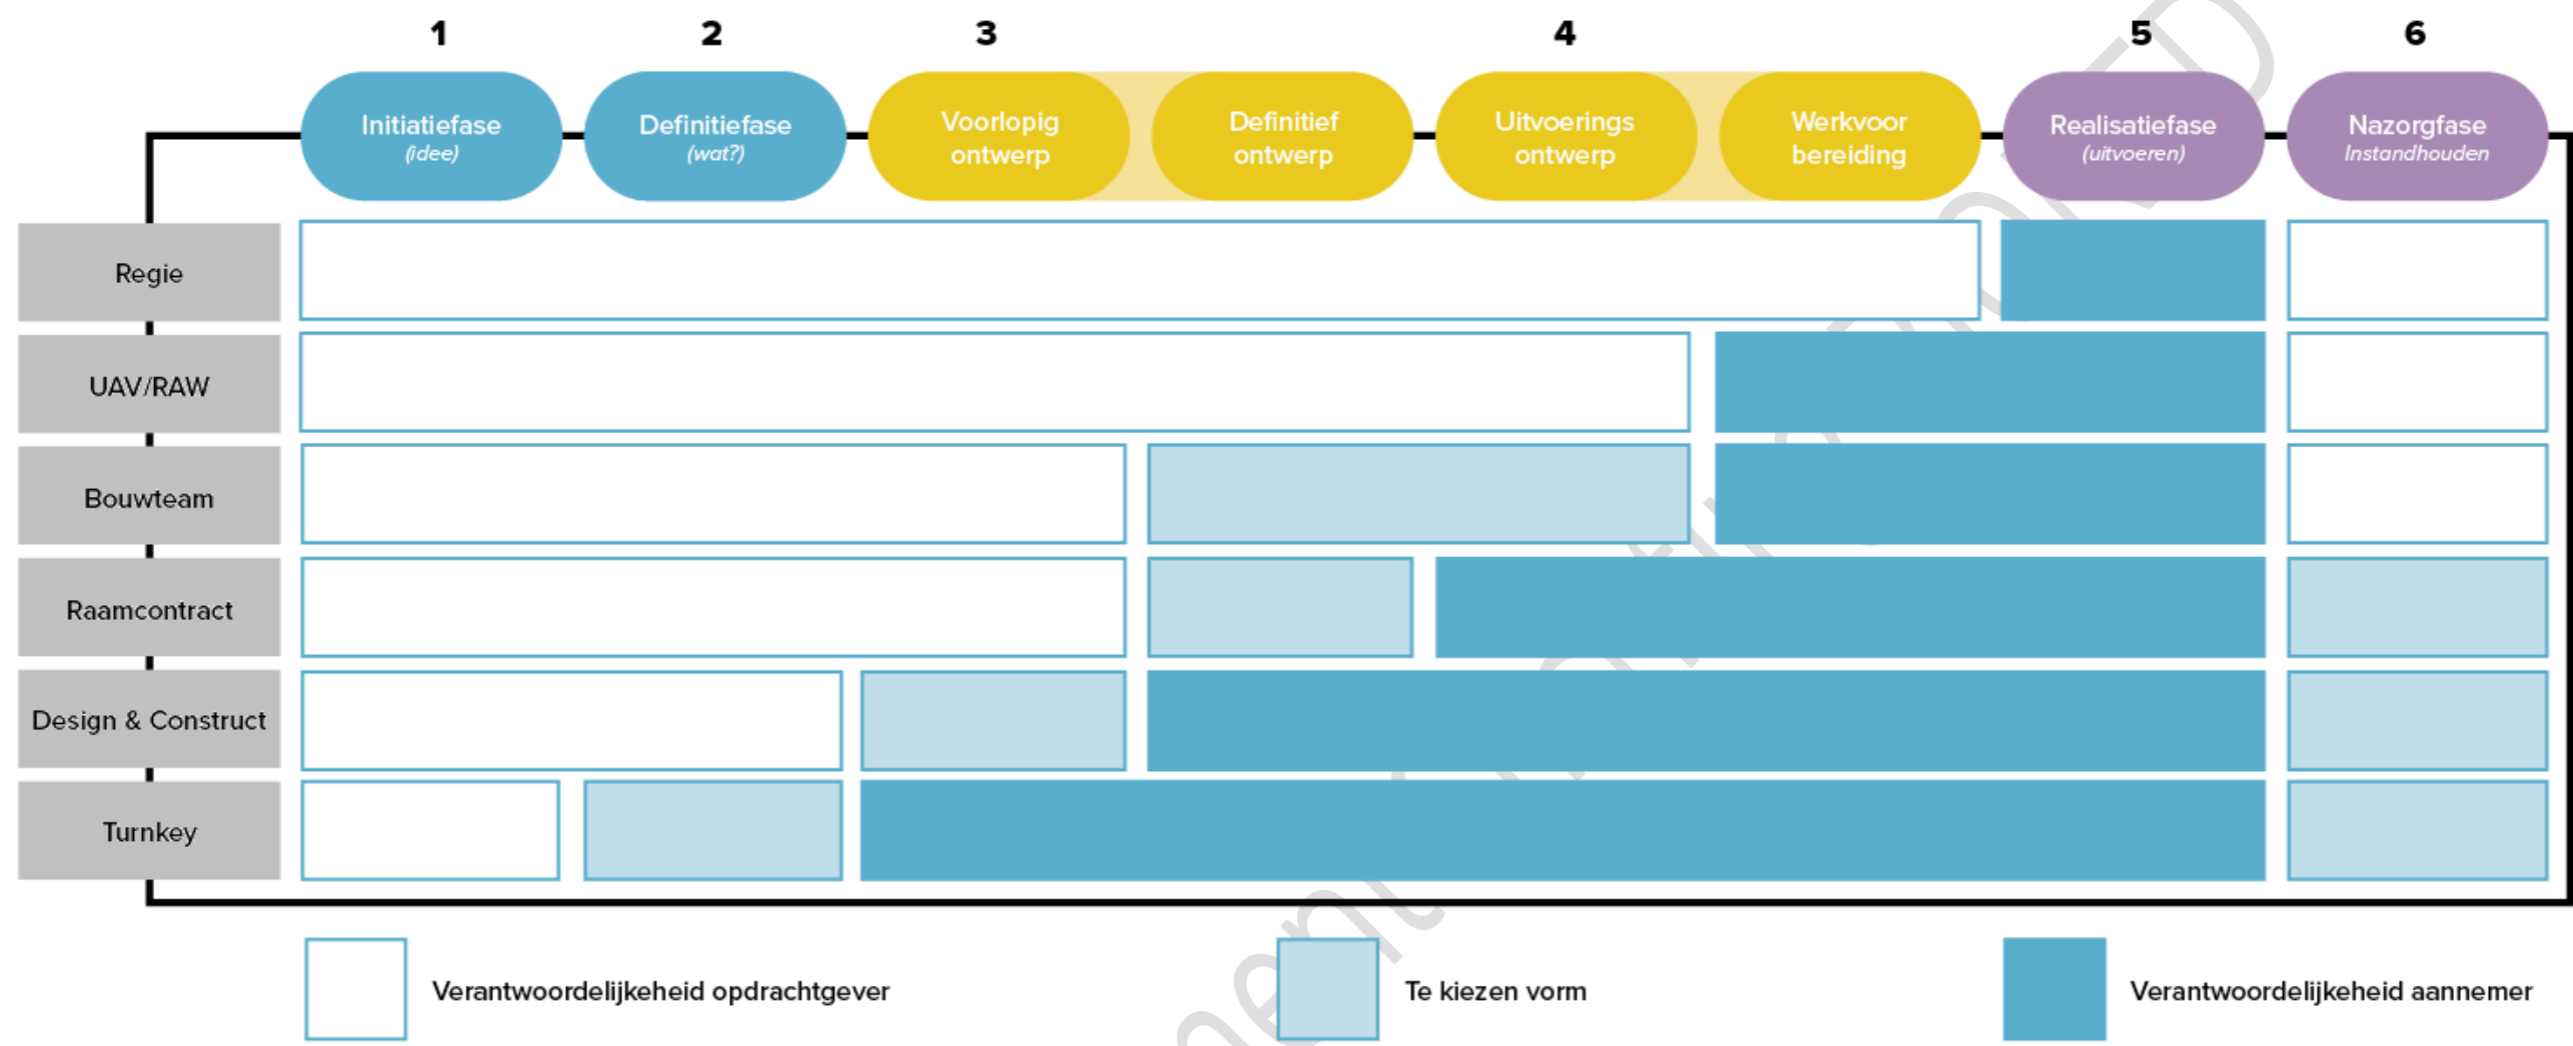 1 2 3 4 5 6
Initiatiefase
(idee)
Definitiefase
(wat?)
Voorlopig
ontwerp
Definitief
ontwerp
Uitvoerings
ontwerp
Werkvoor
bereiding
Realisatiefase
(uitvoeren)
Nazorgfase
Instandhouden
Regie
UAV/RAW
Bouwteam
Raamcontract
Design & Construct
Turnkey
Verantwoordelijkeheid opdrachtgever
Te kiezen vorm
Verantwoordelijkeheid aannemer